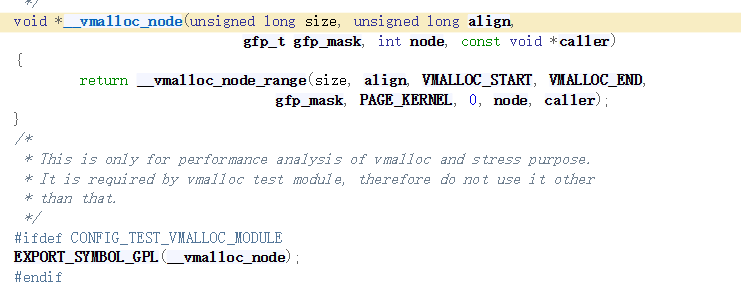 */
void *__vmalloc_node(unsigned long size, unsigned long align,
gfp_t gfp_mask, int node, const void *caller)
{
return __vmalloc_node_range(size, align, VMALLOC_START, VMALLOC_END,
gfp_mask, PAGE_KERNEL, 0, node, caller);
}
/*
* This is only for performance analysis of vmalloc and stress purpose.
* It is required by vmalloc test module, therefore do not use it other
* than that.
*/
#ifdef CONFIG_TEST_VMALLOC_MODULE
EXPORT_SYMBOL_GPL(__vmalloc_node);
#endif